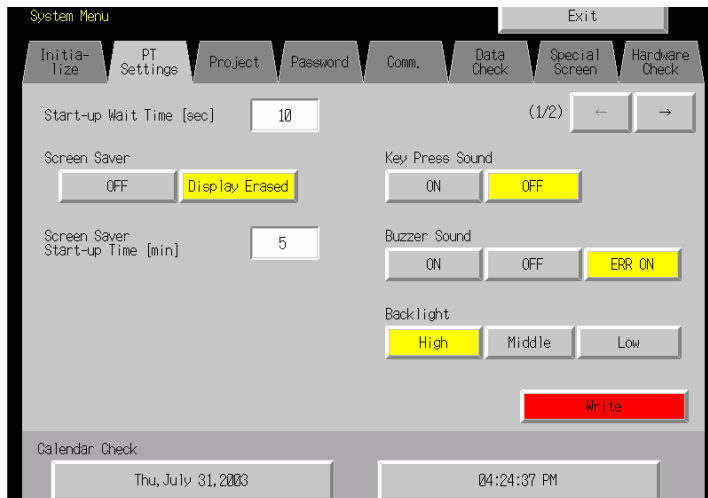 System Menu
Exit
Initia-
lize
PT
Settings
Project
Password
Comm.
Data
Check
Special
Screen
Hardware
Check
Start-up Wait Time [sec]
10
(1/2)
←
→
Screen Saver
OFF
Display Erased
Key Press Sound
ON
OFF
Screen Saver
Start-up Time [min]
5
Buzzer Sound
ON
OFF
ERR ON
Backlight
High
Middle
Low
Write
Calendar Check
Thu,July 31,2003
04:24:37 PM